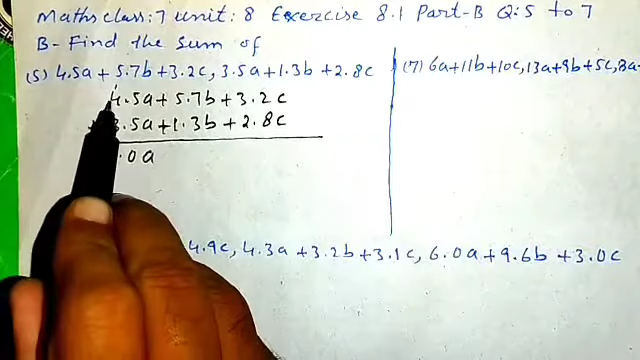 Maths class: 7 unit: 8 Exercise 8.1 Part-B Q: 5 to 7
B- Find the Sum of
(5) 4.5a + 5.7b + 3.2c, 3.5a + 1.3b + 2.8c
4.5a + 5.7b + 3.2c
.5a + 1.3b + 2.8c
.0a
(7) 6a + 11b + 10c, 13a + 9b + 5c, 8a-
4.9c, 4.3a + 3.2b + 3.1c, 6.0a + 9.6b + 3.0c